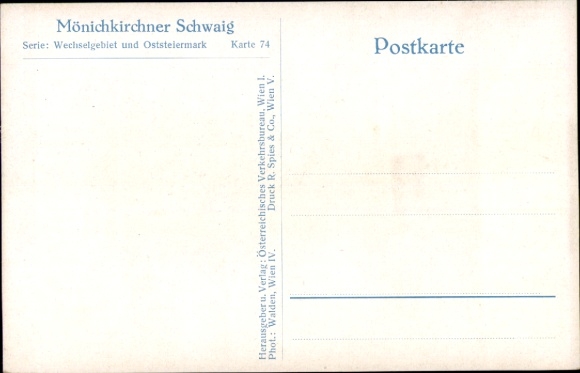 Mönichkirchner Schwaig
Serie: Wechselgebiet und Oststeiermark Karte 74
Postkarte
Herausgeber u. Verlag: Österreichisches Verkehrsbureau, Wien I.
Phot.: Walden, Wien IV. Druck R. Spies & Co., Wien V.